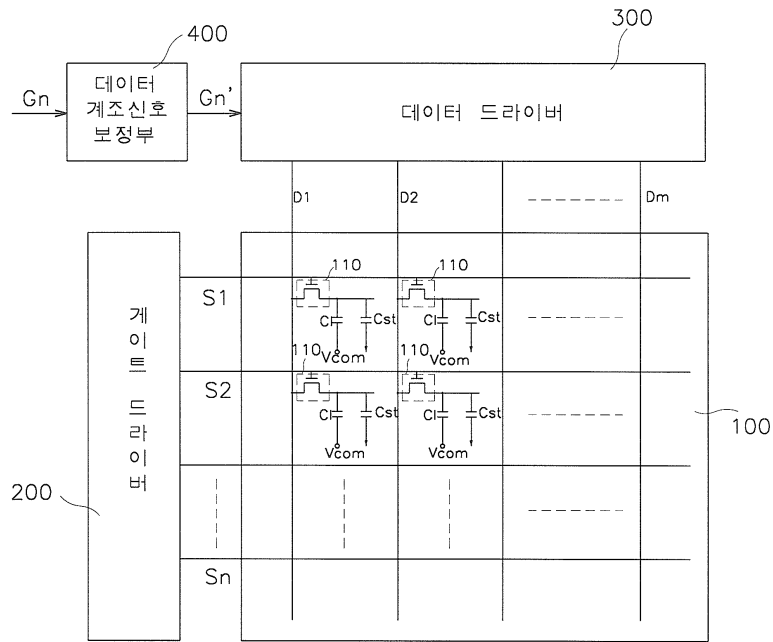 400
300
Gn
데이터
계조신호
보정부
Gn'
데이터 드라이버
D1
D2
Dm
110
110
S1
Cl
Cst
Cl
Cst
Vcom
Vcom
110
110
S2
Cl
Cst
Cl
Cst
Vcom
Vcom
100
게이트 드라이버
200
Sn